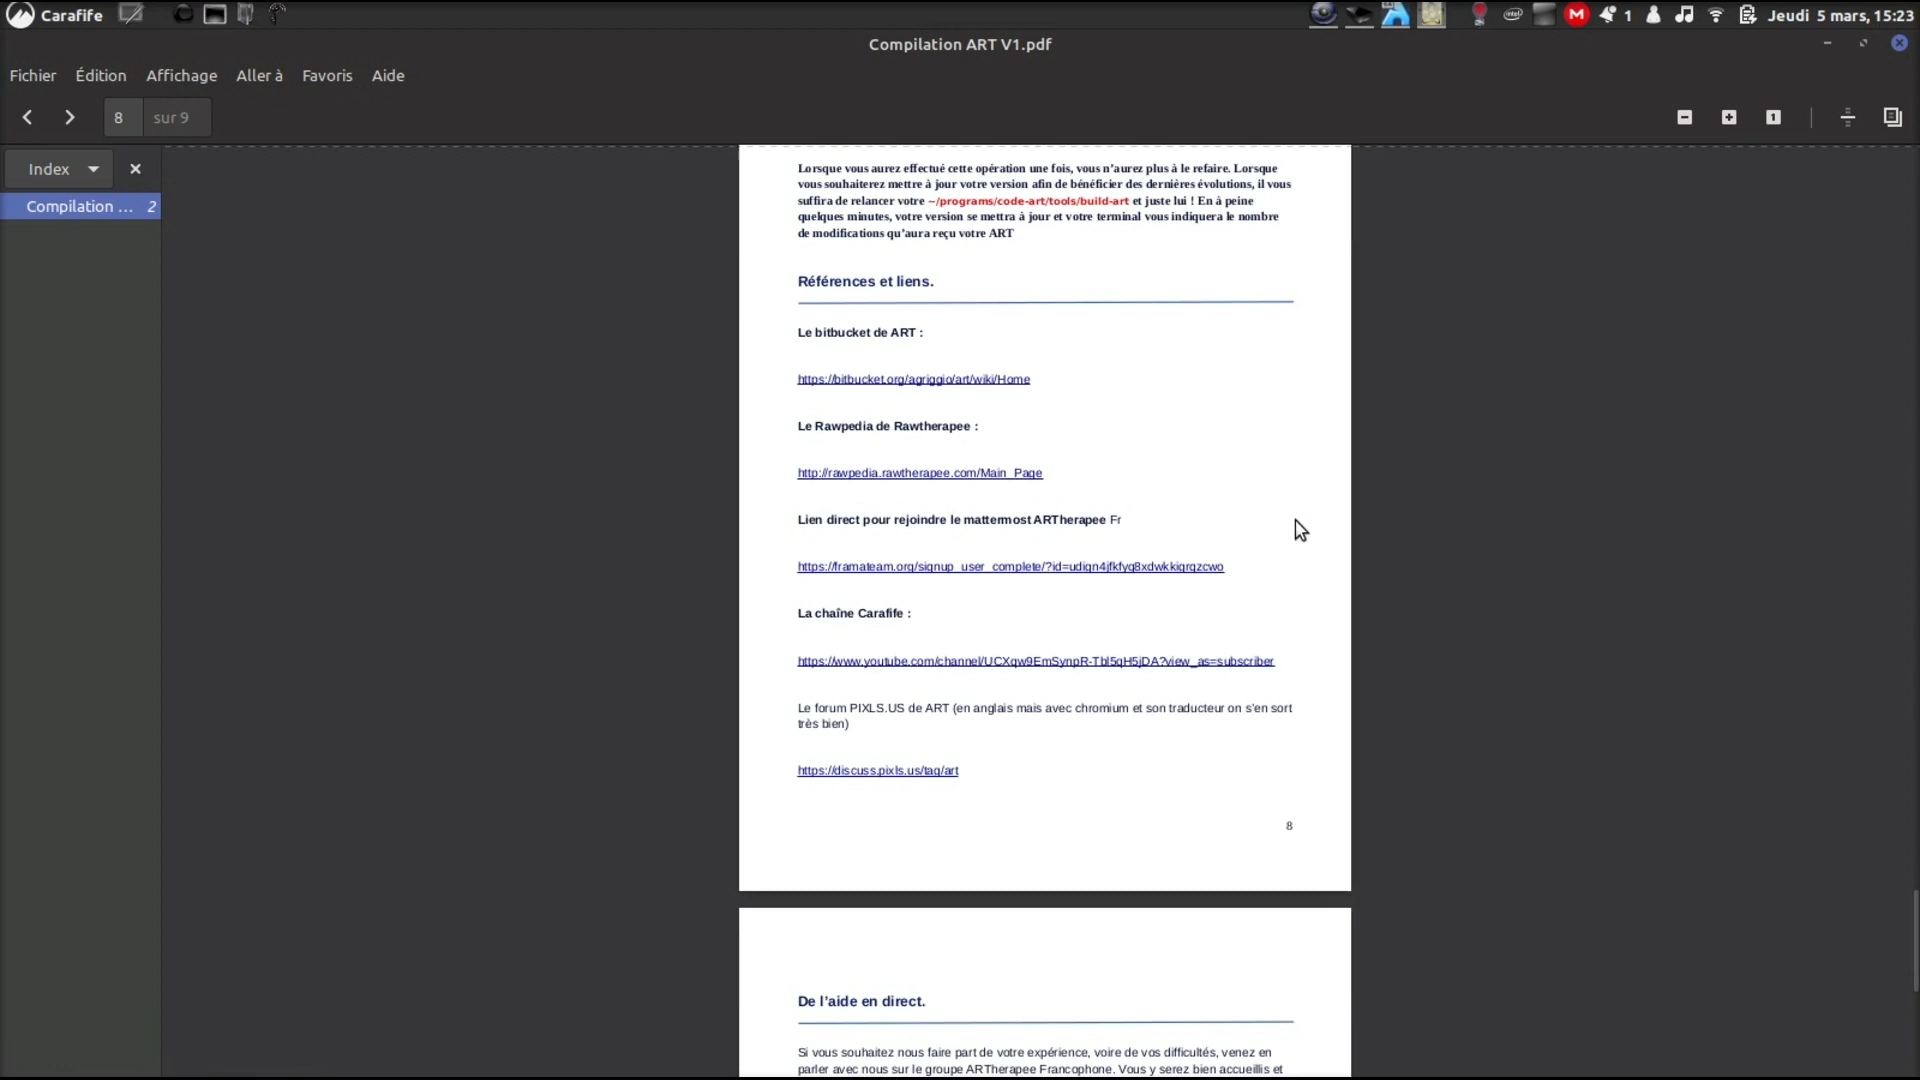 Carafife
1
Jeudi 5 mars, 15:23
Compilation ART V1.pdf
Fichier Édition Affichage Aller à Favoris Aide
8 sur 9
Index
Compilation ... 2
Lorsque vous aurez effectué cette opération une fois, vous n'aurez plus à le refaire. Lorsque
vous souhaiterez mettre à jour votre version afin de bénéficier des dernières évolutions, il vous
suffira de relancer votre ~/programs/code-art/tools/build-art et juste lui ! En à peine
quelques minutes, votre version se mettra à jour et votre terminal vous indiquera le nombre
de modifications qu'aura reçu votre ART
Références et liens.
Le bitbucket de ART :
https://bitbucket.org/agriggio/art/wiki/Home
Le Rawpedia de Rawtherapee :
http://rawpedia.rawtherapee.com/Main_Page
Lien direct pour rejoindre le mattermost ARTherapee Fr
https://framateam.org/signup_user_complete/?id=udign4jfkfyg8xdwkkiqrgzcwo
La chaîne Carafife :
https://www.youtube.com/channel/UCXqw9EmSynpR-Tbl5qH5jDA?view_as=subscriber
Le forum PIXLS.US de ART (en anglais mais avec chromium et son traducteur on s'en sort
très bien)
https://discuss.pixls.us/tag/art
8
De l'aide en direct.
Si vous souhaitez nous faire part de votre expérience, voire de vos difficultés, venez en
parler avec nous sur le groupe ARTherapee Francophone. Vous y serez bien accueillis et